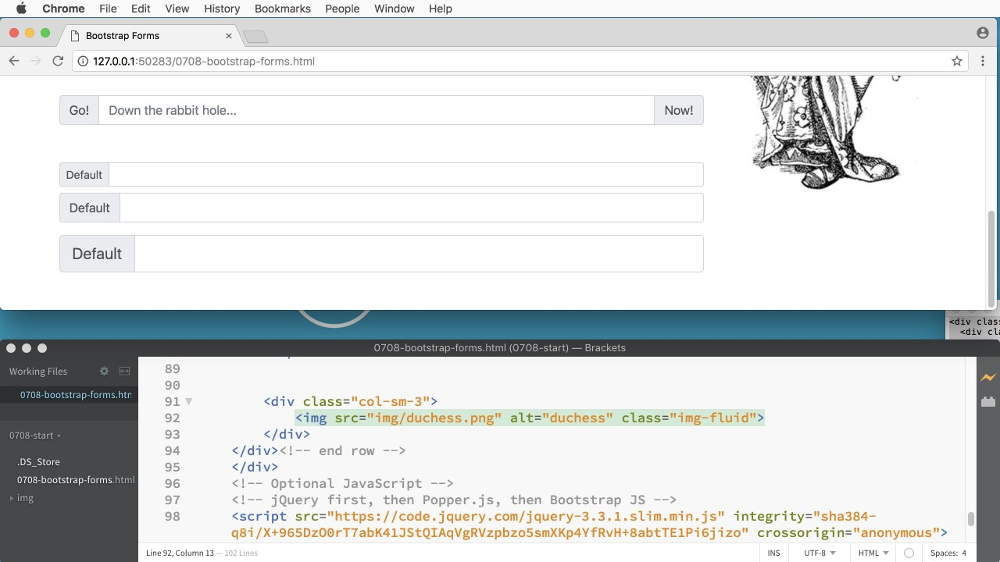 Chrome File Edit View History Bookmarks People Window Help
Bootstrap Forms
127.0.0.1:50283/0708-bootstrap-forms.html
Go! Down the rabbit hole... Now!
Default
Default
Default
<div clas
<div cla
0708-bootstrap-forms.html (0708-start) — Brackets
Working Files
0708-bootstrap-forms.htn
0708-start
.DS_Store
0708-bootstrap-forms.html
img
89
90
91 <div class="col-sm-3">
92 <img src="img/duchess.png" alt="duchess" class="img-fluid">
93 </div>
94 </div><!-- end row -->
95 </div>
96 <!-- Optional JavaScript -->
97 <!-- jQuery first, then Popper.js, then Bootstrap JS -->
98 <script src="https://code.jquery.com/jquery-3.3.1.slim.min.js" integrity="sha384-
q8i/X+965DzO0rT7abK41JStQIAqVgRVzpbzo5smXKp4YfRvH+8abtTE1Pi6jizo" crossorigin="anonymous">
Line 92, Column 13 — 102 Lines
INS UTF-8 HTML Spaces: 4